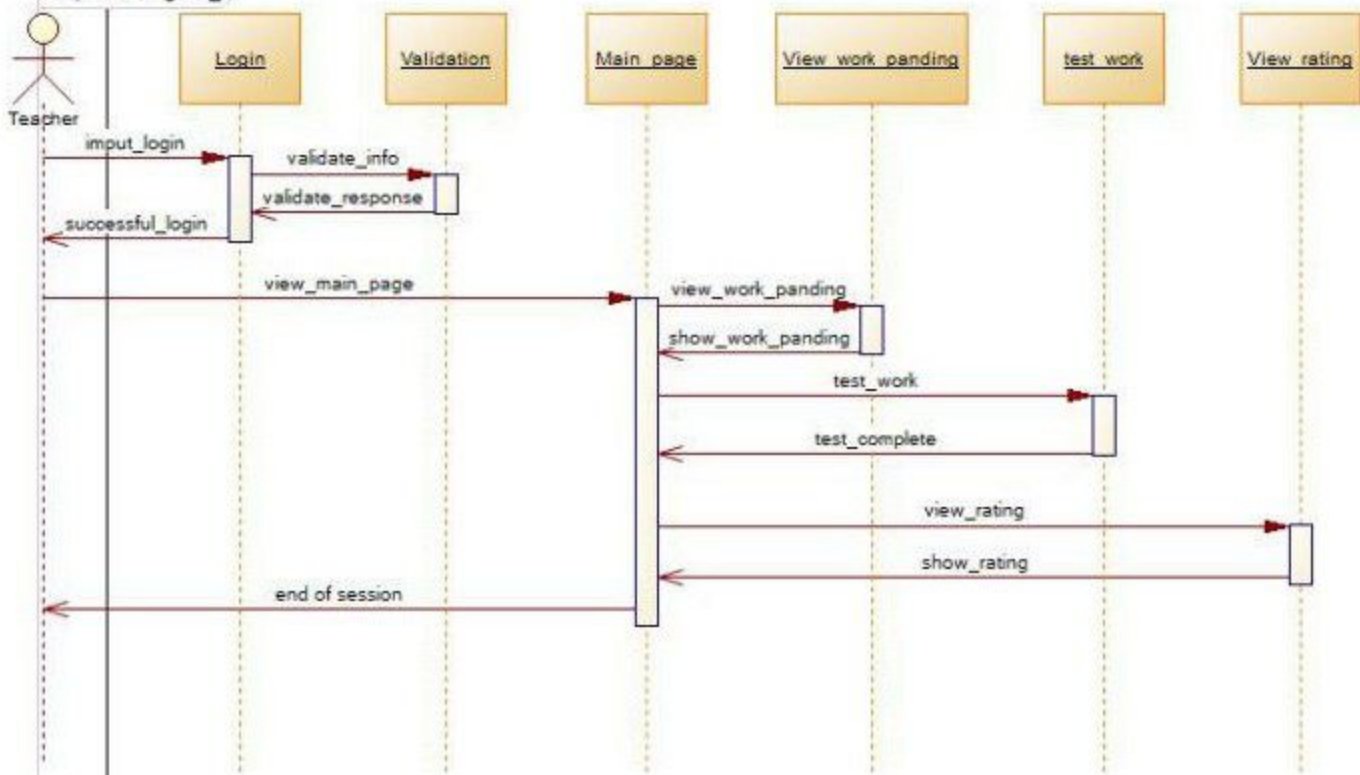 Login
Validation
Main_page
View_work_panding
test_work
View_rating
Teacher
imput_login
validate_info
validate_response
successful_login
view_main_page
view_work_panding
show_work_panding
test_work
test_complete
view_rating
show_rating
end of session